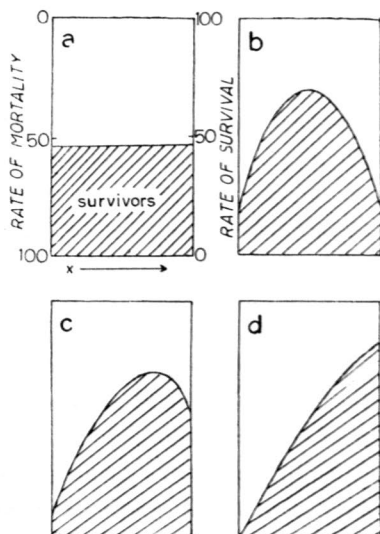 0
a
100
b
RATE OF MORTALITY
50
50
RATE OF SURVIVAL
survivors
100
0
x
c
d